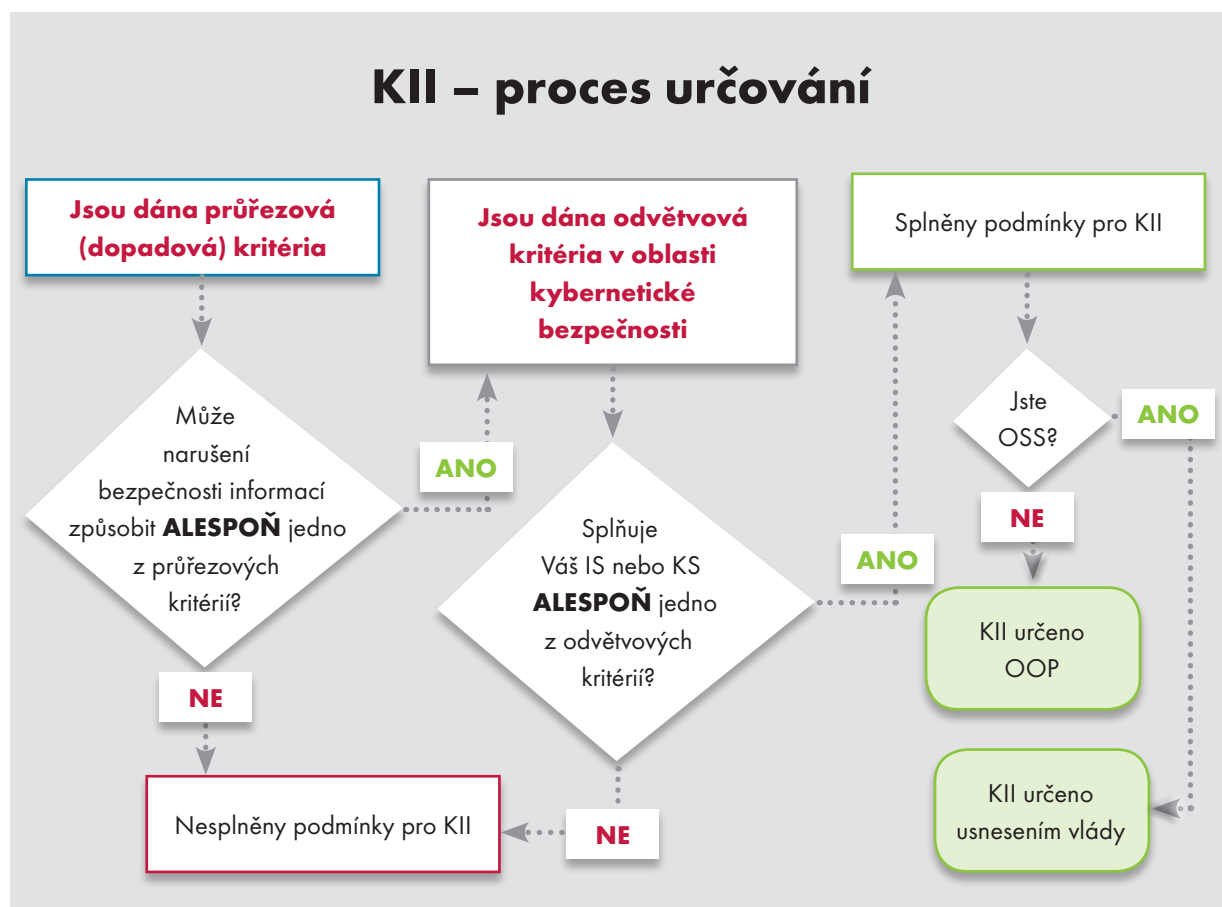 KII – proces určování
Jsou dána průřezová
(dopadová) kritéria
Může
narušení
bezpečnosti informací
způsobit ALESPOŇ jedno
z průřezových
kritérií?
ANO
NE
Jsou dána odvětvová
kritéria v oblasti
kybernetické
bezpečnosti
Splňuje
Váš IS nebo KS
ALESPOŇ jedno
z odvětvových
kritérií?
ANO
NE
Nesplněny podmínky pro KII
Splněny podmínky pro KII
Jste
OSS?
ANO
NE
KII určeno
OOP
KII určeno
usnesením vlády